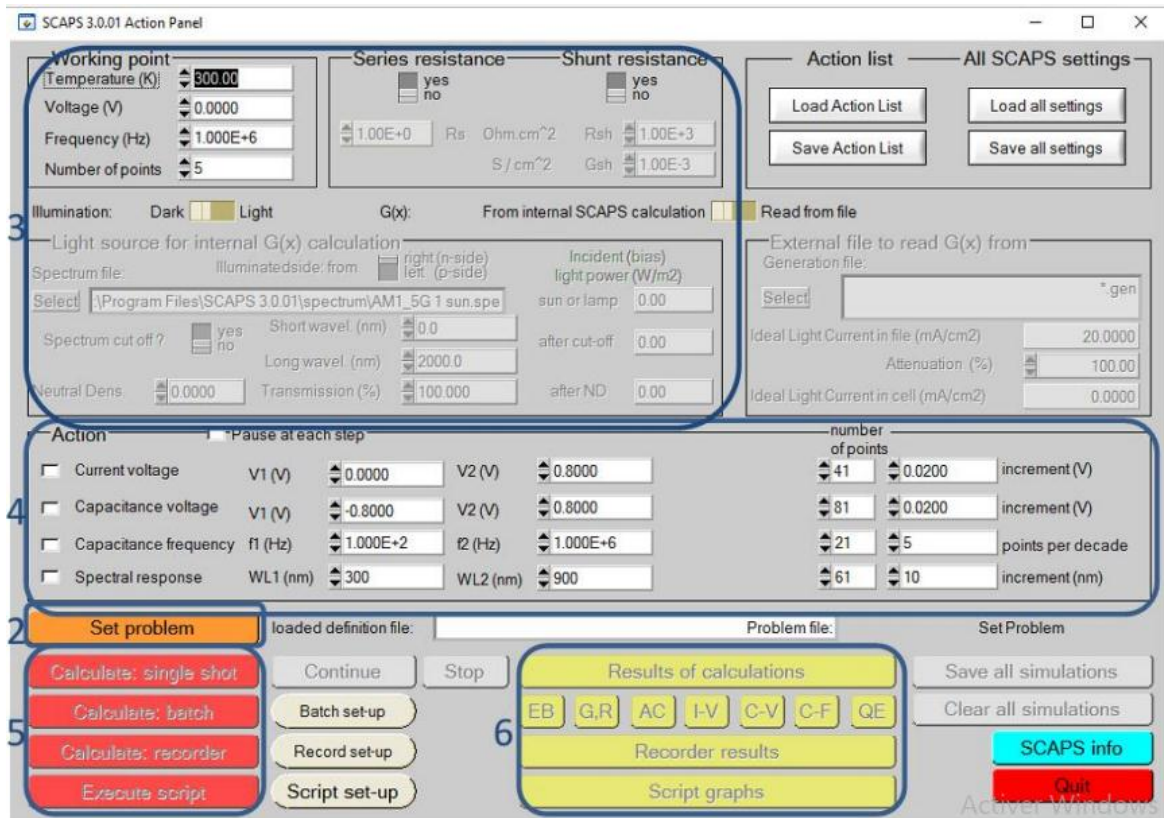 SCAPS 3.0.01 Action Panel
Working point
Temperature (K) 300.00
Voltage (V) 0.0000
Frequency (Hz) 1.000E+6
Number of points 5
Series resistance
yes
no
1.00E+0 Rs Ohm.cm^2
S / cm^2
Shunt resistance
yes
no
Rsh 1.00E+3
Gsh 1.00E-3
Action list
Load Action List
Save Action List
All SCAPS settings
Load all settings
Save all settings
3
Illumination: Dark Light G(x): From internal SCAPS calculation Read from file
Light source for internal G(x) calculation
Spectrum file: Illuminatedside: from right (n-side)
left (p-side)
Incident (bias)
light power (W/m2)
Select :\Program Files\SCAPS 3.0.01\spectrum\AM1_5G 1 sun.spe sun or lamp 0.00
Spectrum cut off ? yes
no
Short wavel. (nm) 0.0
Long wavel. (nm) 2000.0
after cut-off 0.00
Neutral Dens. 0.0000 Transmission (%) 100.000 after ND 0.00
External file to read G(x) from
Generation file:
Select *.gen
Ideal Light Current in file (mA/cm2) 20.0000
Attenuation (%) 100.00
Ideal Light Current in cell (mA/cm2) 0.0000
4
Action Pause at each step number
of points
Current voltage V1 (V) 0.0000 V2 (V) 0.8000 41 0.0200 increment (V)
Capacitance voltage V1 (V) -0.8000 V2 (V) 0.8000 81 0.0200 increment (V)
Capacitance frequency f1 (Hz) 1.000E+2 f2 (Hz) 1.000E+6 21 5 points per decade
Spectral response WL1 (nm) 300 WL2 (nm) 900 61 10 increment (nm)
2
Set problem loaded definition file: Problem file: Set Problem
5
Calculate: single shot Continue Stop Results of calculations Save all simulations
Calculate: batch Batch set-up 6 EB G,R AC I-V C-V C-F QE Clear all simulations
Calculate: recorder Record set-up Recorder results SCAPS info
Execute script Script set-up Script graphs Quit
Activer Windows